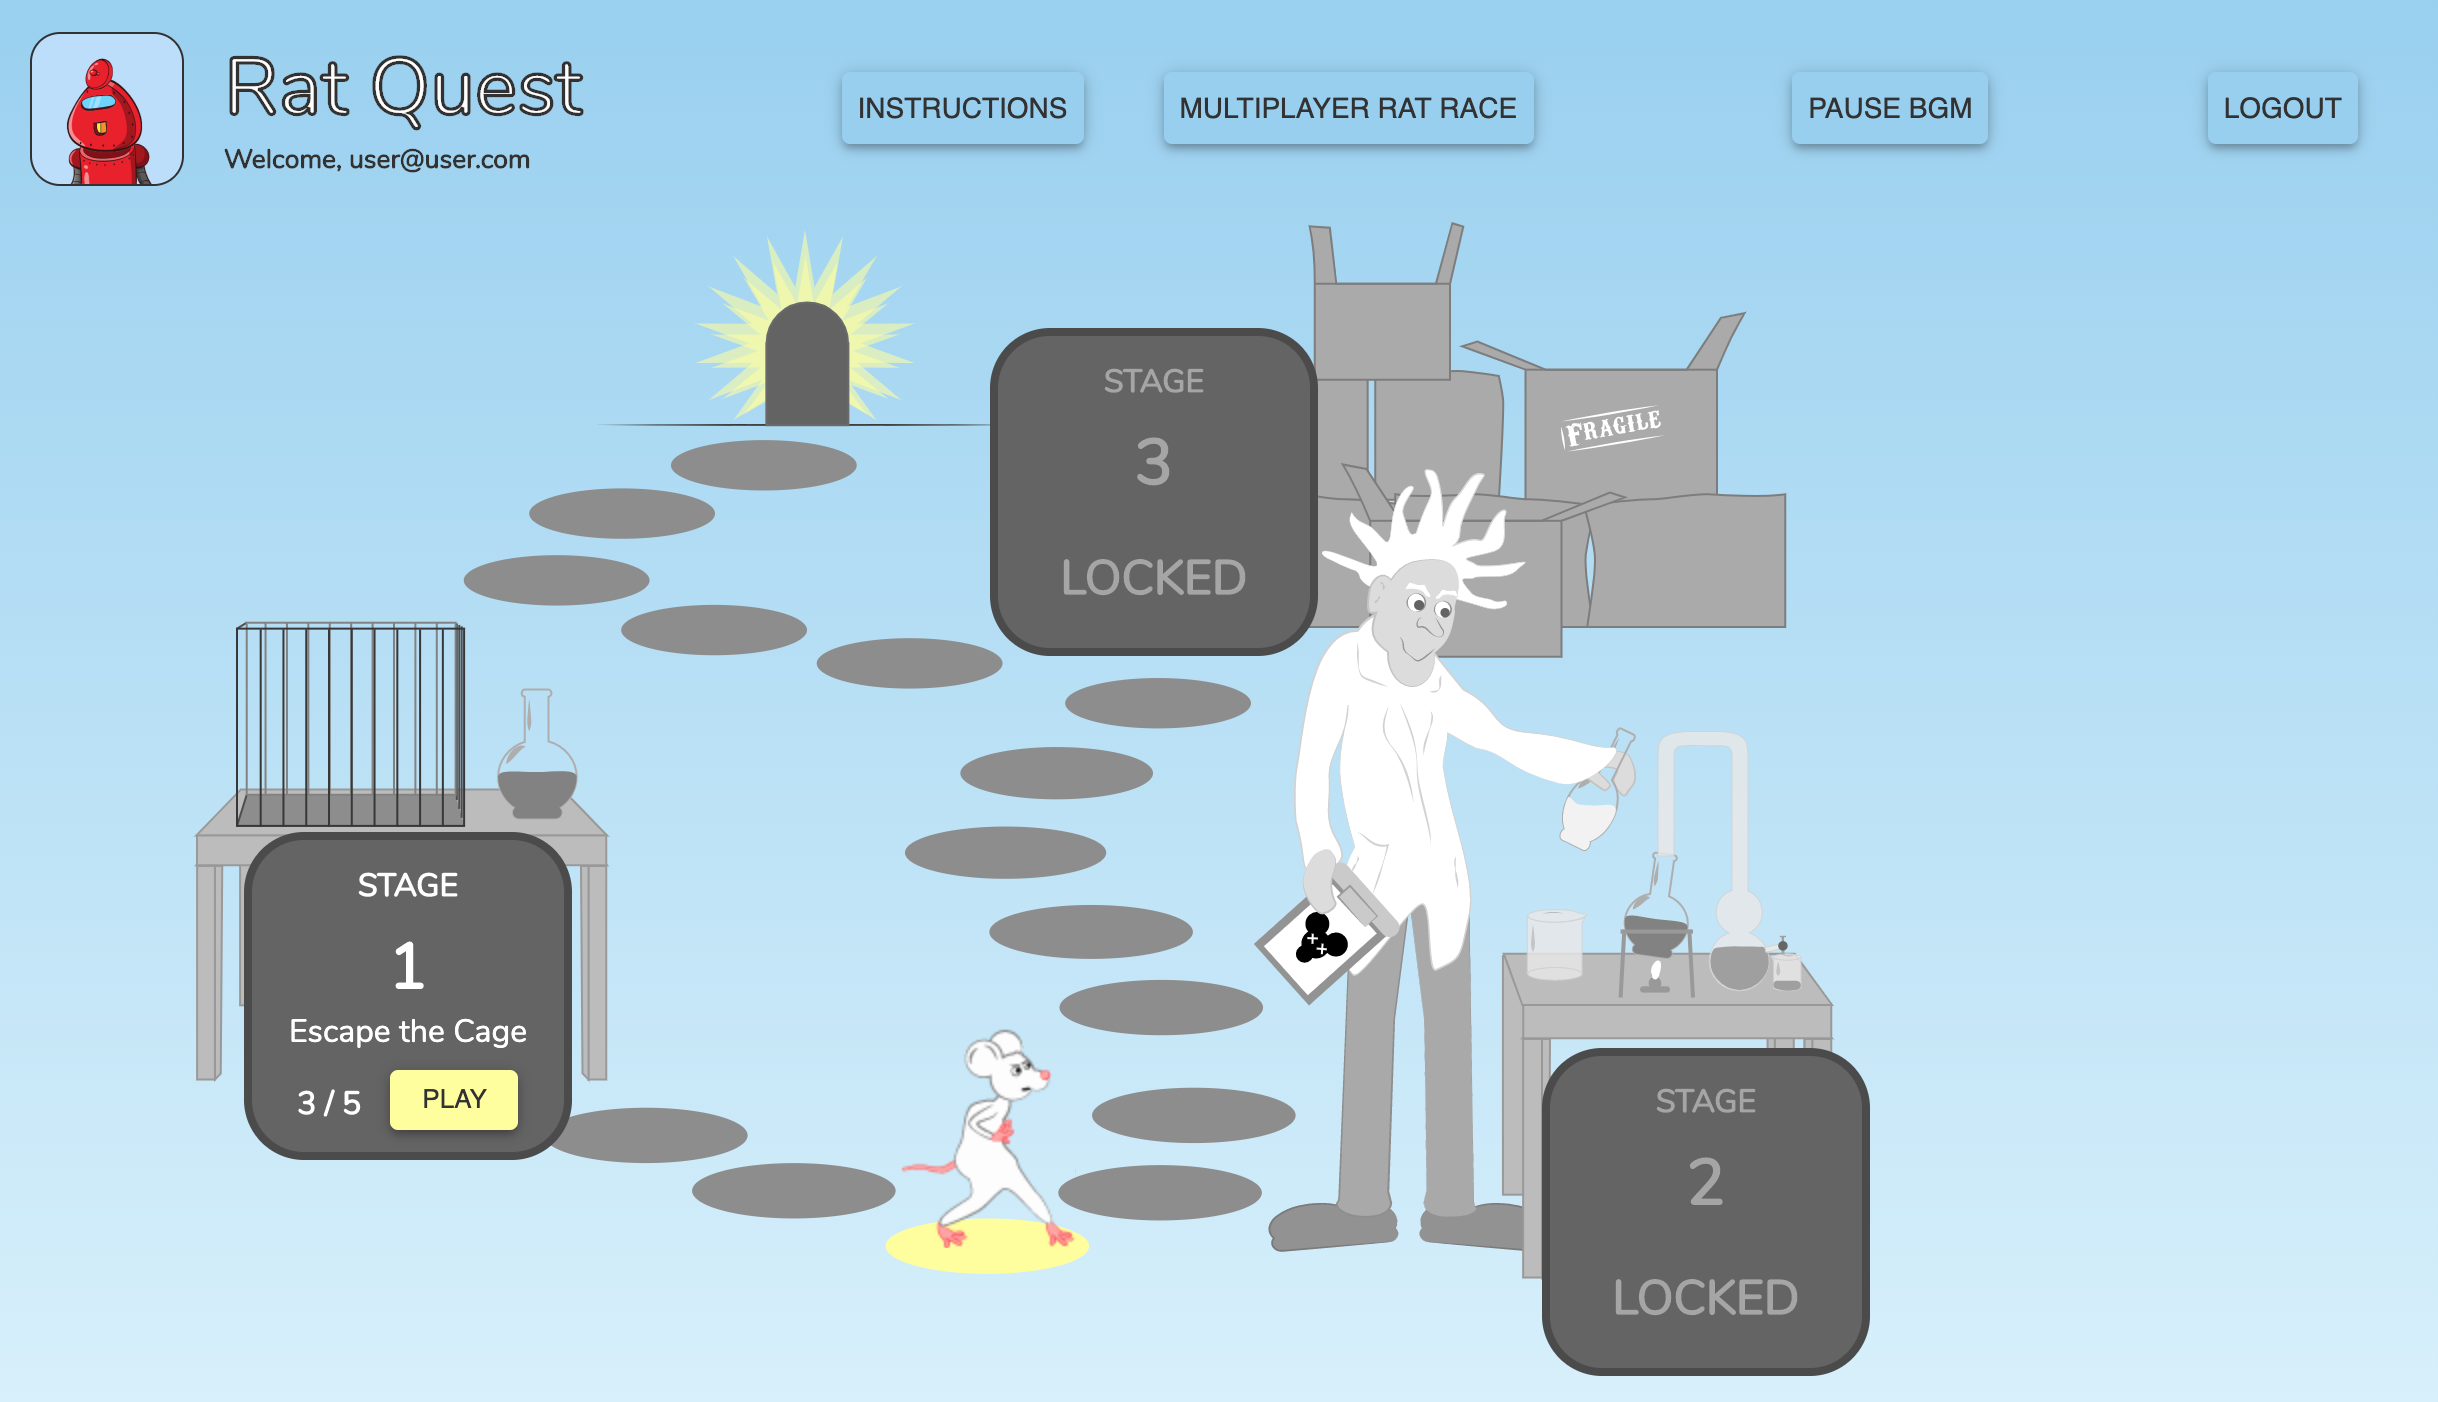 Rat Quest
Welcome, user@user.com
INSTRUCTIONS
MULTIPLAYER RAT RACE
PAUSE BGM
LOGOUT
STAGE
3
LOCKED
FRAGILE
STAGE
1
Escape the Cage
3 / 5
PLAY
STAGE
2
LOCKED